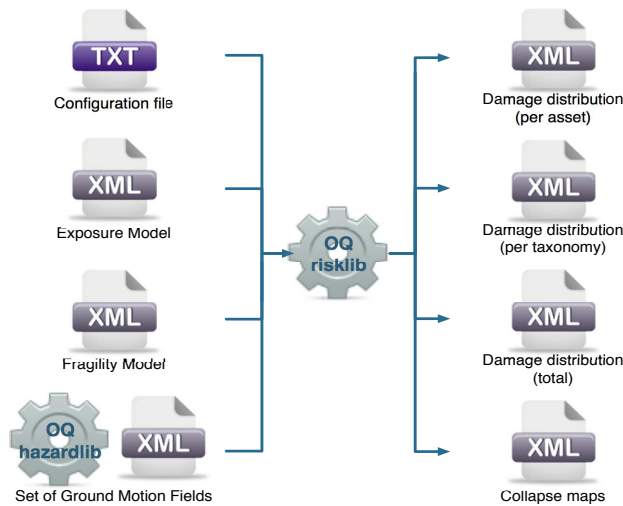 TXT
Configuration file
XML
Exposure Model
XML
Fragility Model
OQ
hazardlib
XML
Set of Ground Motion Fields
OQ
risklib
XML
Damage distribution
(per asset)
XML
Damage distribution
(per taxonomy)
XML
Damage distribution
(total)
XML
Collapse maps